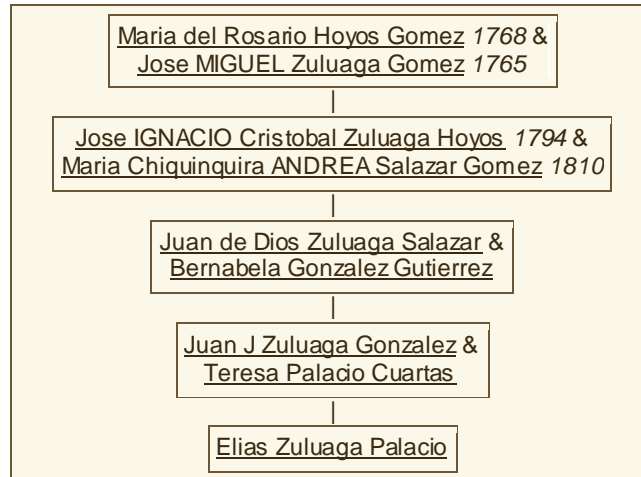 Maria del Rosario Hoyos Gomez 1768 &
Jose MIGUEL Zuluaga Gomez 1765
Jose IGNACIO Cristobal Zuluaga Hoyos 1794 &
Maria Chiquinquira ANDREA Salazar Gomez 1810
Juan de Dios Zuluaga Salazar &
Bernabela Gonzalez Gutierrez
Juan J Zuluaga Gonzalez &
Teresa Palacio Cuartas
Elias Zuluaga Palacio